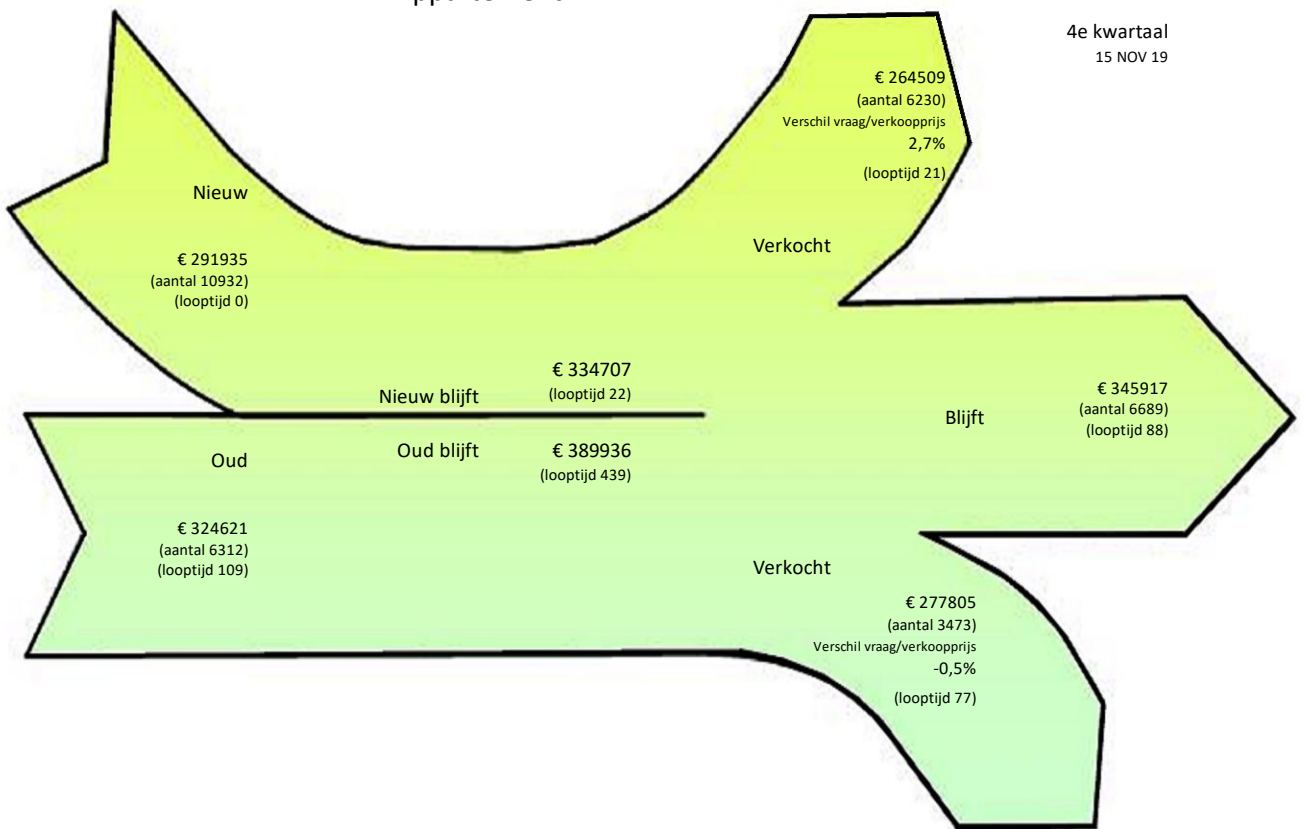 4e kwartaal
15 NOV 19
€ 264509
(aantal 6230)
Verschil vraag/verkoopprijs
2,7%
(looptijd 21)
Nieuw
Verkocht
€ 291935
(aantal 10932)
(looptijd 0)
€ 334707
Nieuw blijft (looptijd 22)
€ 345917
(aantal 6689)
Blijft
(looptijd 88)
Oud
Oud blijft € 389936
(looptijd 439)
€ 324621
(aantal 6312)
(looptijd 109)
Verkocht
€ 277805
(aantal 3473)
Verschil vraag/verkoopprijs
-0,5%
(looptijd 77)